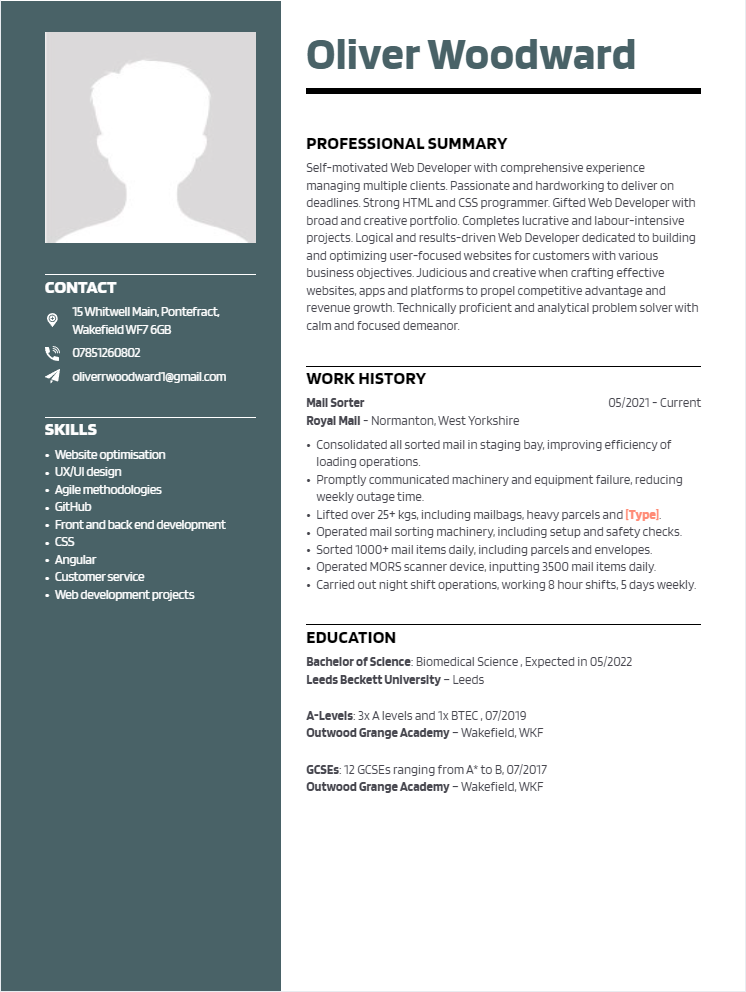 Oliver Woodward
CONTACT
15 Whitwell Main, Pontefract,
Wakefield WF7 6GB
07851260802
oliverrwoodward1@gmail.com
SKILLS
• Website optimisation
• UX/UI design
• Agile methodologies
• GitHub
• Front and back end development
• CSS
• Angular
• Customer service
• Web development projects
PROFESSIONAL SUMMARY
Self-motivated Web Developer with comprehensive experience
managing multiple clients. Passionate and hardworking to deliver on
deadlines. Strong HTML and CSS programmer. Gifted Web Developer with
broad and creative portfolio. Completes lucrative and labour-intensive
projects. Logical and results-driven Web Developer dedicated to building
and optimizing user-focused websites for customers with various
business objectives. Judicious and creative when crafting effective
websites, apps and platforms to propel competitive advantage and
revenue growth. Technically proficient and analytical problem solver with
calm and focused demeanor.
WORK HISTORY
Mail Sorter 05/2021 - Current
Royal Mail – Normanton, West Yorkshire
• Consolidated all sorted mail in staging bay, improving efficiency of
loading operations.
• Promptly communicated machinery and equipment failure, reducing
weekly outage time.
• Lifted over 25+ kgs, including mailbags, heavy parcels and [Type].
• Operated mail sorting machinery, including setup and safety checks.
• Sorted 1000+ mail items daily, including parcels and envelopes.
• Operated MORS scanner device, inputting 3500 mail items daily.
• Carried out night shift operations, working 8 hour shifts, 5 days weekly.
EDUCATION
Bachelor of Science: Biomedical Science , Expected in 05/2022
Leeds Beckett University – Leeds
A-Levels: 3x A levels and 1x BTEC , 07/2019
Outwood Grange Academy – Wakefield, WKF
GCSEs: 12 GCSEs ranging from A* to B, 07/2017
Outwood Grange Academy – Wakefield, WKF